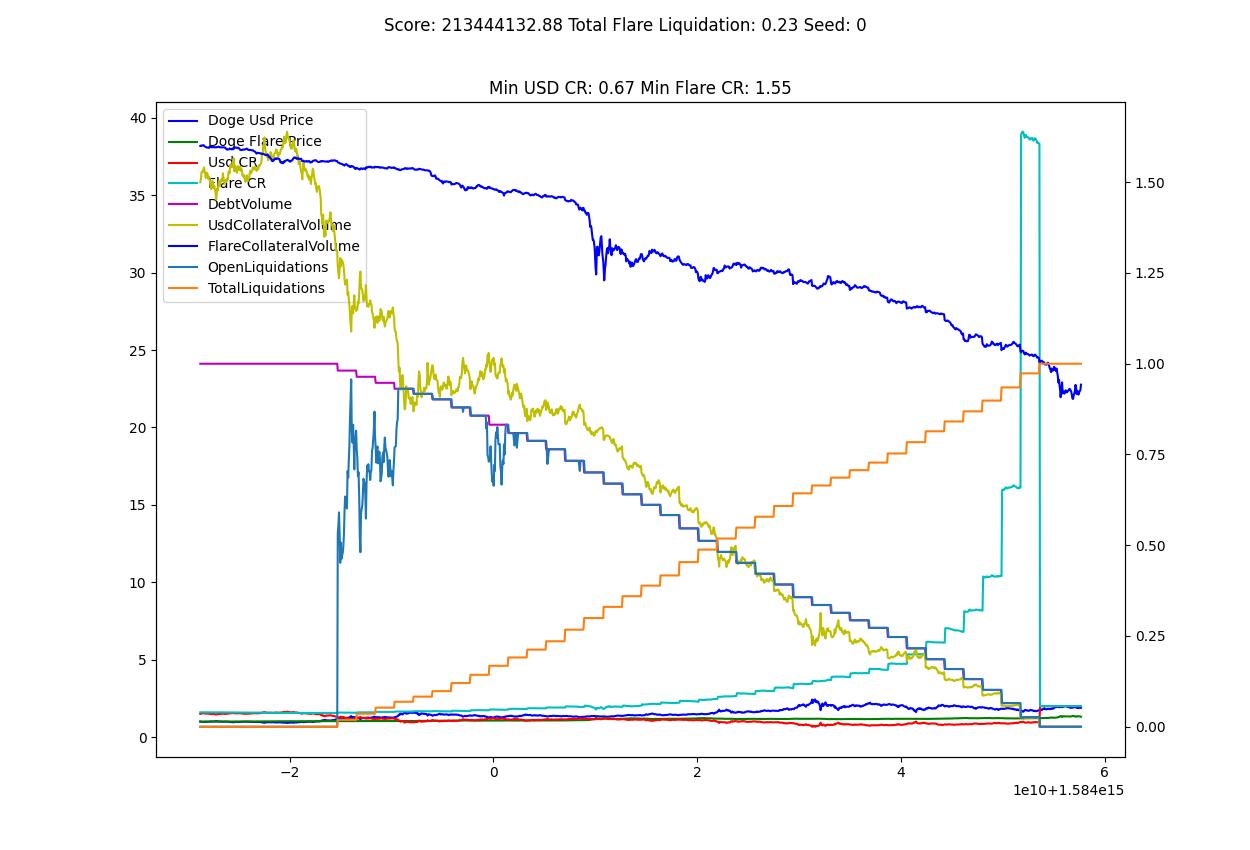 Score: 213444132.88 Total Flare Liquidation: 0.23 Seed: 0
Min USD CR: 0.67 Min Flare CR: 1.55
Doge Usd Price
Doge Flare Price
Usd CR
Flare CR
DebtVolume
UsdCollateralVolume
FlareCollateralVolume
OpenLiquidations
TotalLiquidations
40
35
30
25
20
15
10
5
0
1.50
1.25
1.00
0.75
0.50
0.25
0.00
−2 0 2 4 6
1e10+1.584e15